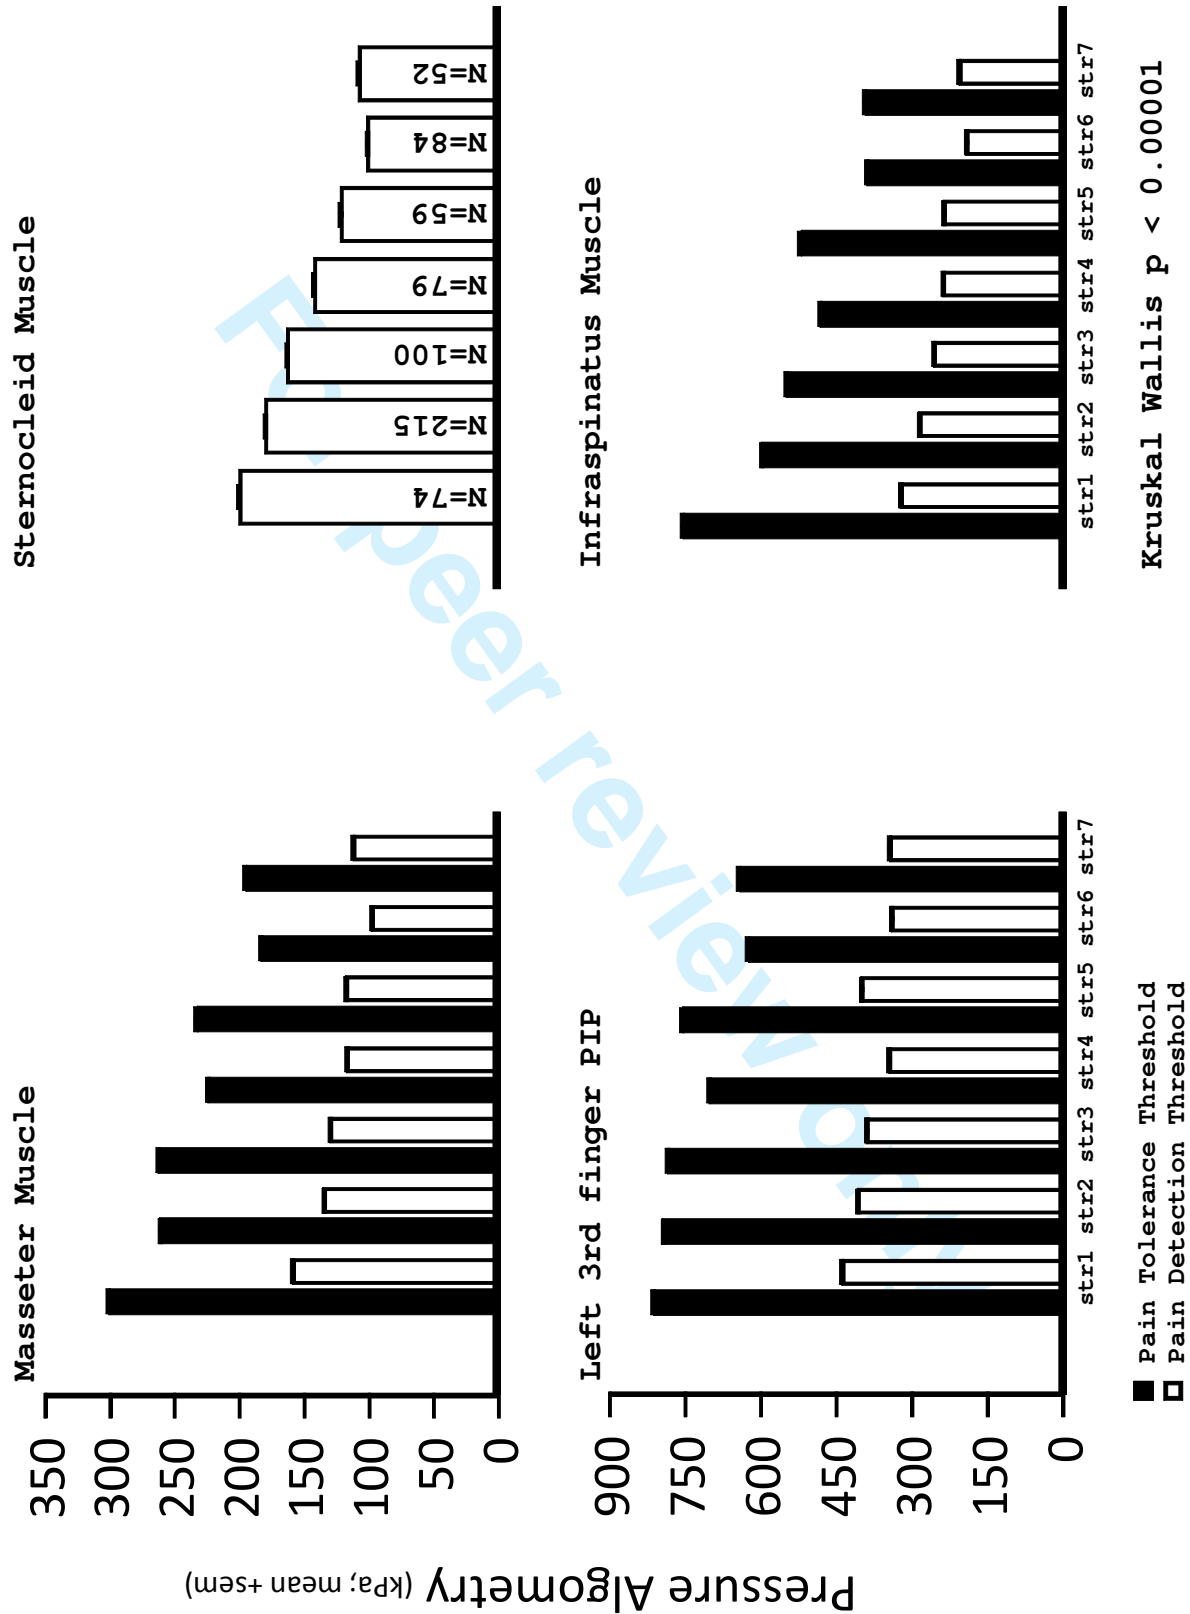 Pressure Algometry (kPa; mean +sem)
Masseter Muscle
350
300
250
200
150
100
50
0
Sternocleid Muscle
N=74
N=215
N=100
N=79
N=59
N=84
N=52
Left 3rd finger PIP
900
750
600
450
300
150
0
str1 str2 str3 str4 str5 str6 str7
Infraspinatus Muscle
str1 str2 str3 str4 str5 str6 str7
Pain Tolerance Threshold
Pain Detection Threshold
Kruskal Wallis p < 0.00001
peer review